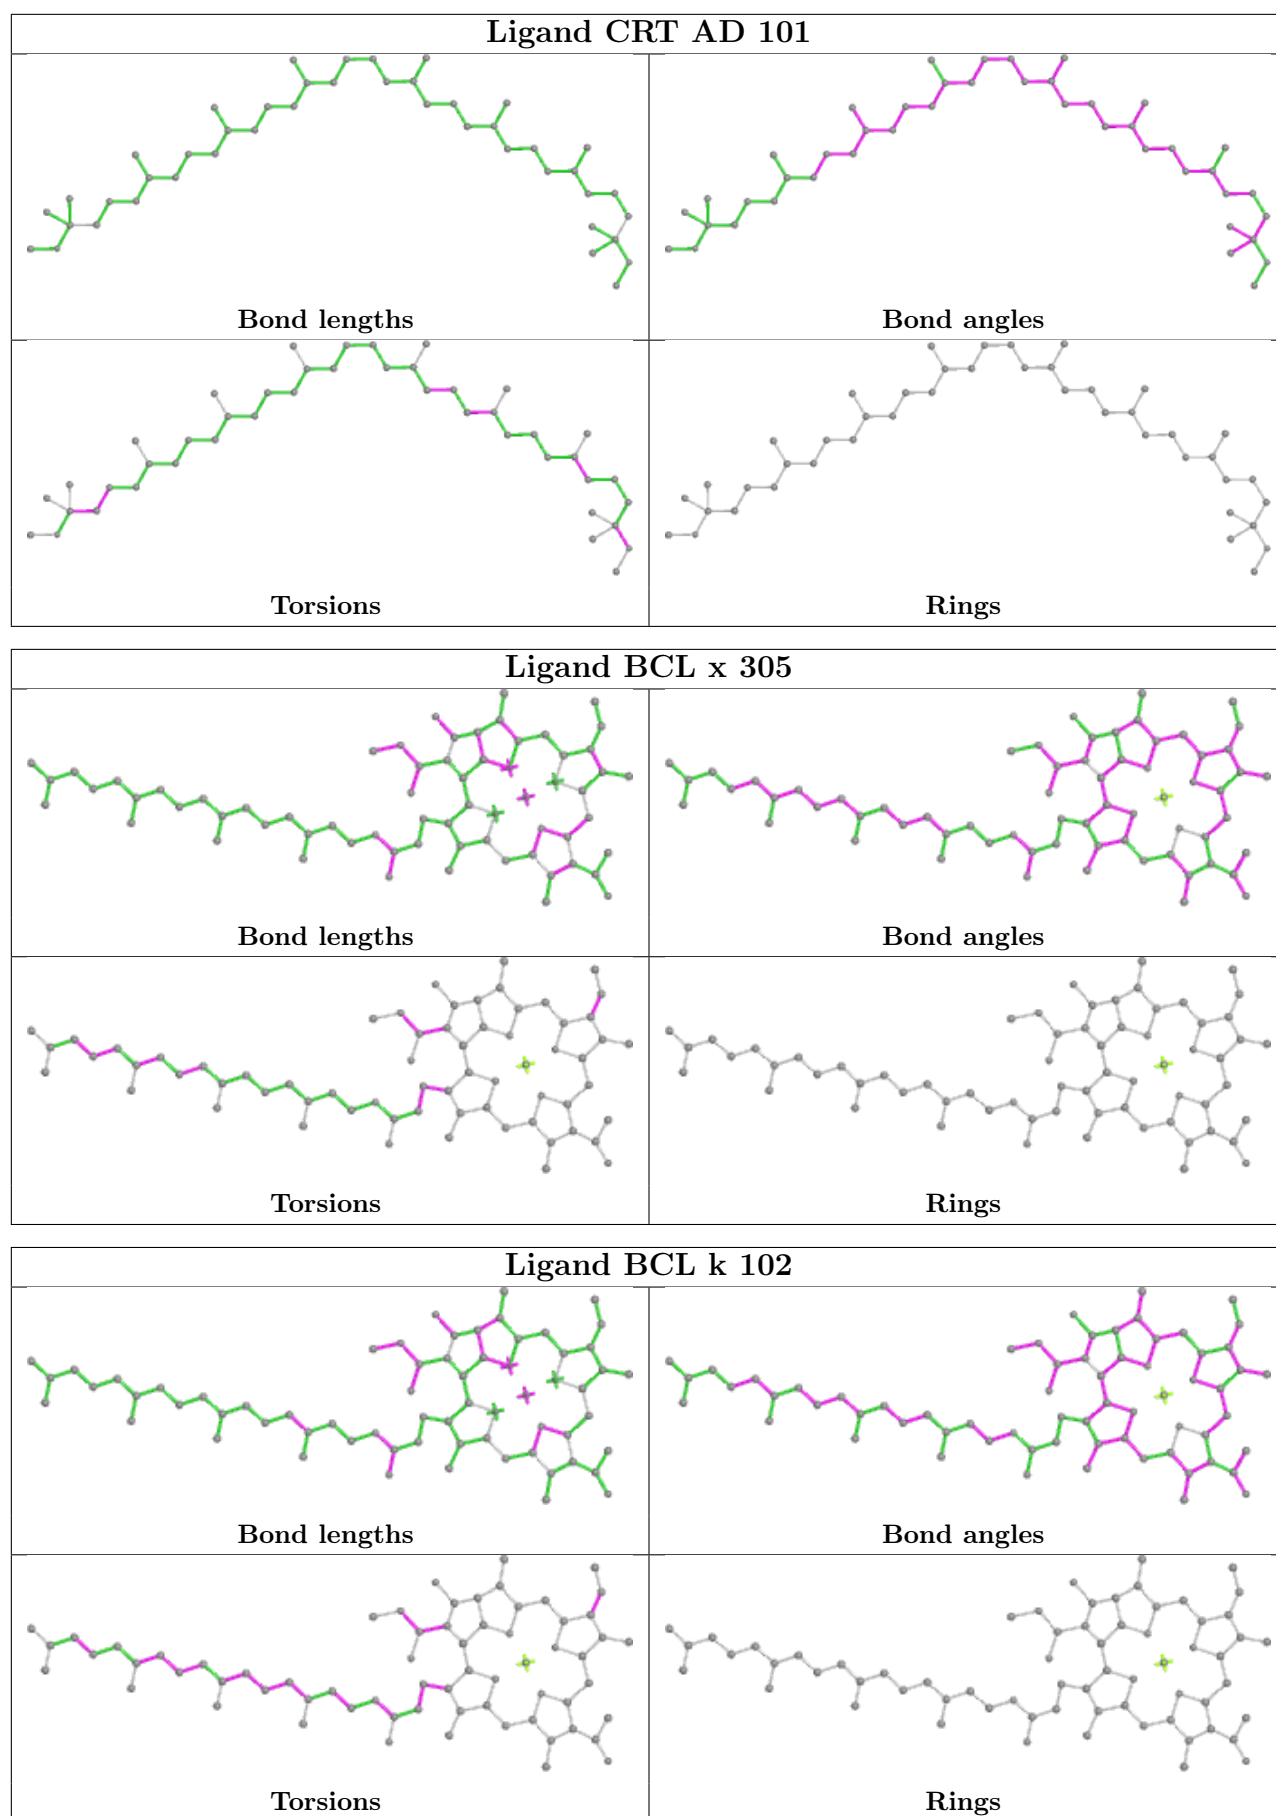 Ligand CRT AD 101
Bond lengths
Bond angles
Torsions
Rings
Ligand BCL x 305
Bond lengths
Bond angles
Torsions
Rings
Ligand BCL k 102
Bond lengths
Bond angles
Torsions
Rings